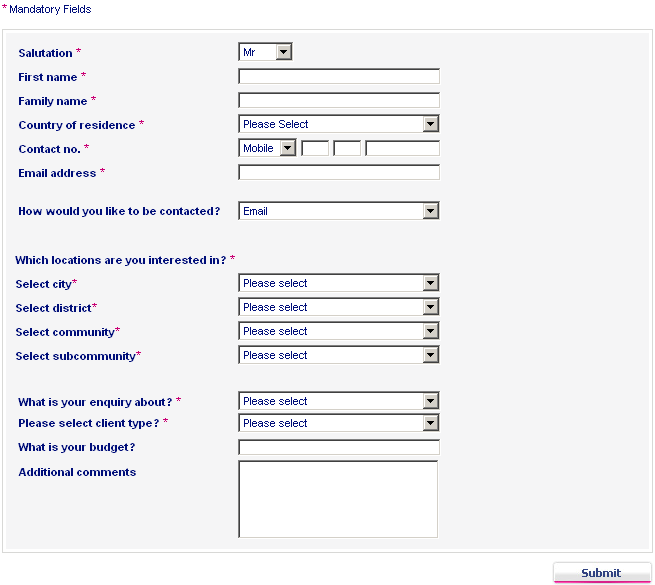 * Mandatory Fields
Salutation * Mr
First name *
Family name *
Country of residence * Please Select
Contact no. * Mobile
Email address *
How would you like to be contacted? Email
Which locations are you interested in? *
Select city* Please select
Select district* Please select
Select community* Please select
Select subcommunity* Please select
What is your enquiry about? * Please select
Please select client type? * Please select
What is your budget?
Additional comments
Submit